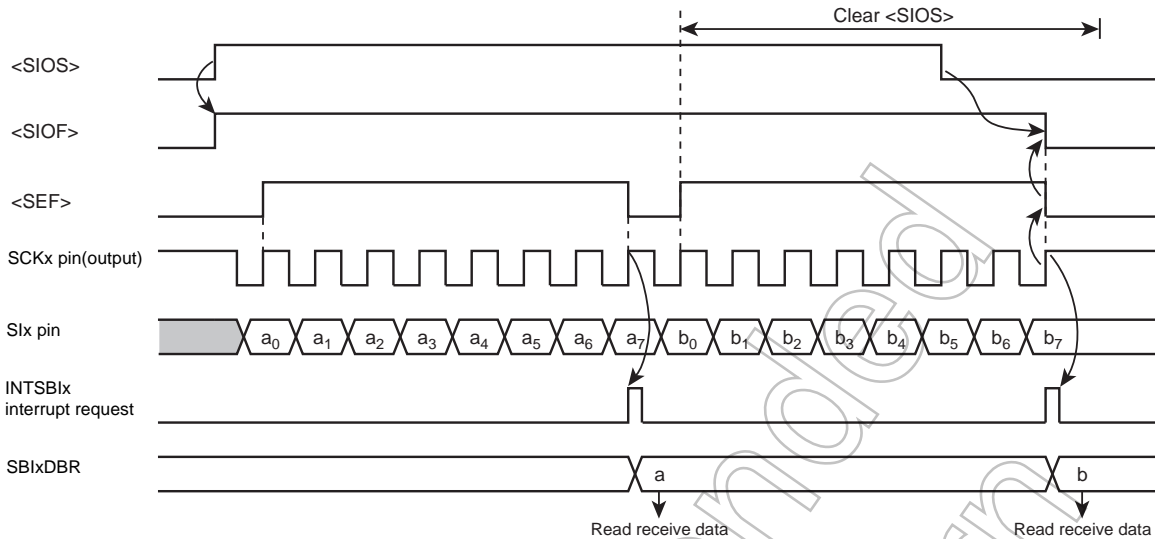 Clear <SIOS>
<SIOS>
<SIOF>
<SEF>
SCKx pin(output)
SIx pin
a0 a1 a2 a3 a4 a5 a6 a7 b0 b1 b2 b3 b4 b5 b6 b7
INTSBIx
interrupt request
SBIxDBR
a b
Read receive data Read receive data